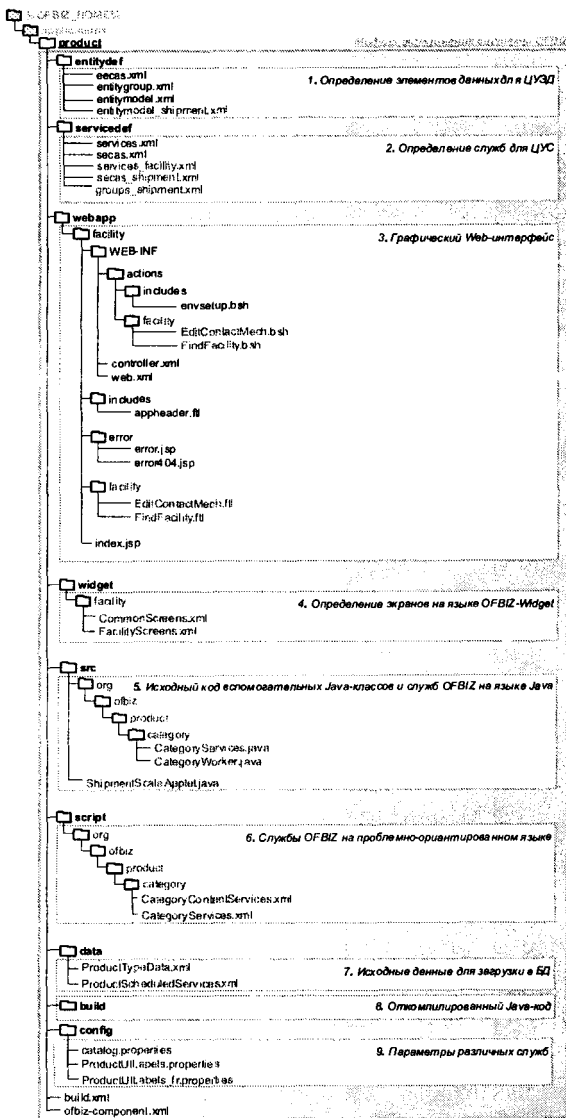 product
entitydef
eecas.xml
1. Определение элементов данных для ЦУЭД
entitygroup.xml
entitymodel.xml
entitymodel_shipment.xml
servicedef
services.xml
2. Определение служб для ЦУС
secas.xml
services_facility.xml
secas_shipment.xml
groups_shipment.xml
webapp
facility
3. Графический Web-интерфейс
WEB-INF
actions
includes
envsetup.bsh
facility
EditContactMech.bsh
FindFacility.bsh
controller.xml
web.xml
includes
appheader.ftl
error
error.jsp
error404.jsp
facility
EditContactMech.ftl
FindFacility.ftl
index.jsp
widget
facility
4. Определение экранов на языке OFBIZ-Widget
CommonScreens.xml
FacilityScreens.xml
src
org
5. Исходный код вспомогательных Java-классов и служб OFBIZ на языке Java
ofbiz
product
category
CategoryServices.java
CategoryWorker.java
ShipmentScaleApplet.java
script
org
6. Службы OFBIZ на проблемно-ориантированном языке
ofbiz
product
category
CategoryContentServices.xml
CategoryServices.xml
data
ProductTypeData.xml
7. Исходные данные для загрузки в БД
ProductScheduledServices.xml
build
8. Откомпилированный Java-код
config
catalog.properties
9. Параметры различных служб
ProductUiLabels.properties
ProductUiLabels_fr.properties
build.xml
ofbiz-component.xml